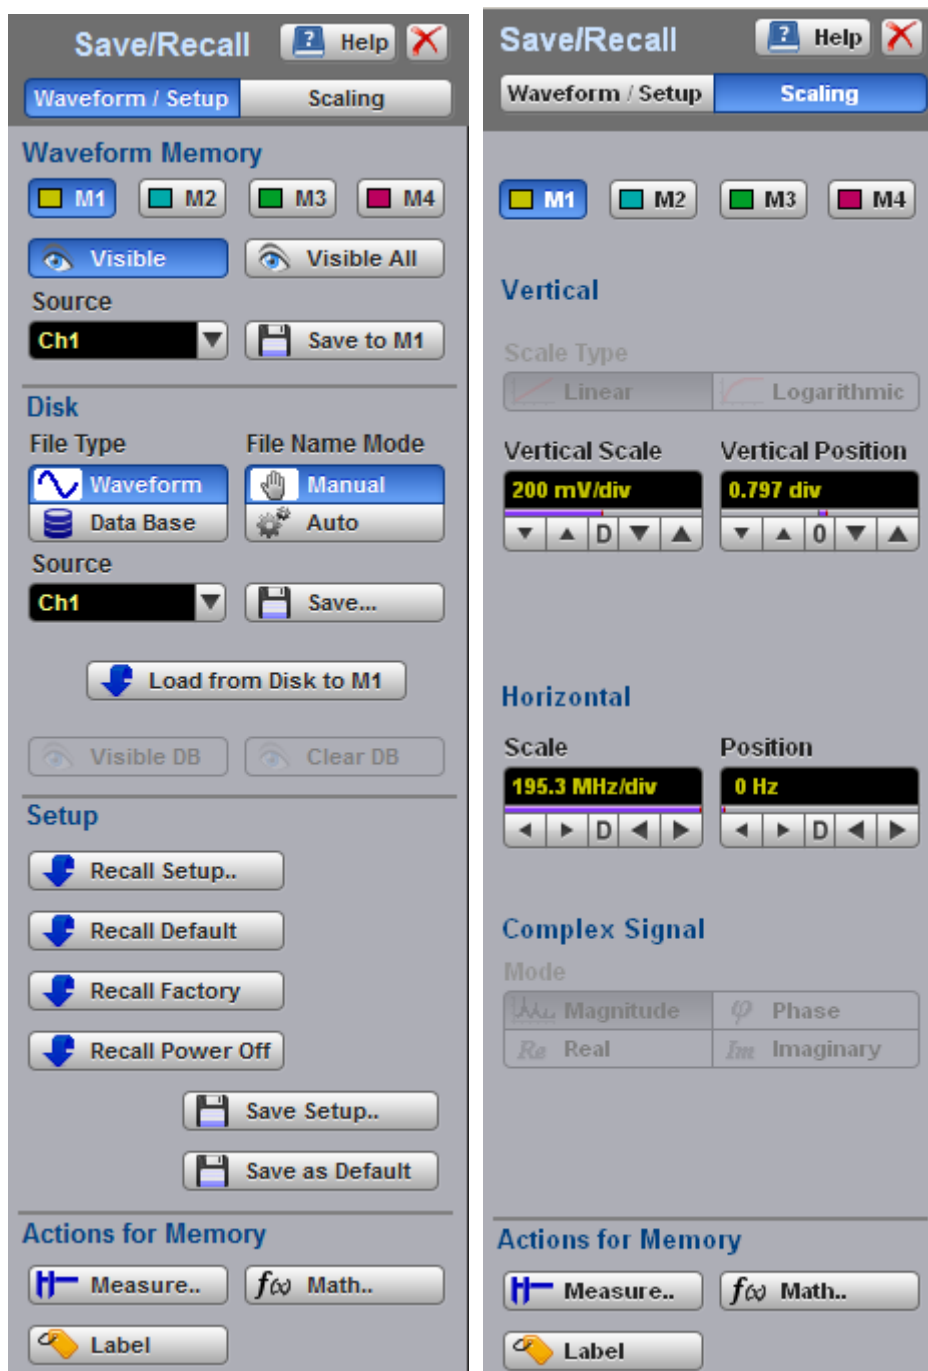 Save/Recall
Help
Waveform / Setup
Scaling
Waveform Memory
M1
M2
M3
M4
Visible
Visible All
Source
Ch1
Save to M1
Disk
File Type
File Name Mode
Waveform
Manual
Data Base
Auto
Source
Ch1
Save...
Load from Disk to M1
Visible DB
Clear DB
Setup
Recall Setup..
Recall Default
Recall Factory
Recall Power Off
Save Setup..
Save as Default
Actions for Memory
Measure..
f(x) Math..
Label
Save/Recall
Help
Waveform / Setup
Scaling
M1
M2
M3
M4
Vertical
Scale Type
Linear
Logarithmic
Vertical Scale
Vertical Position
200 mV/div
0.797 div
D
0
Horizontal
Scale
Position
195.3 MHz/div
0 Hz
D
D
Complex Signal
Mode
Magnitude
φ Phase
Re Real
Im Imaginary
Actions for Memory
Measure..
f(x) Math..
Label